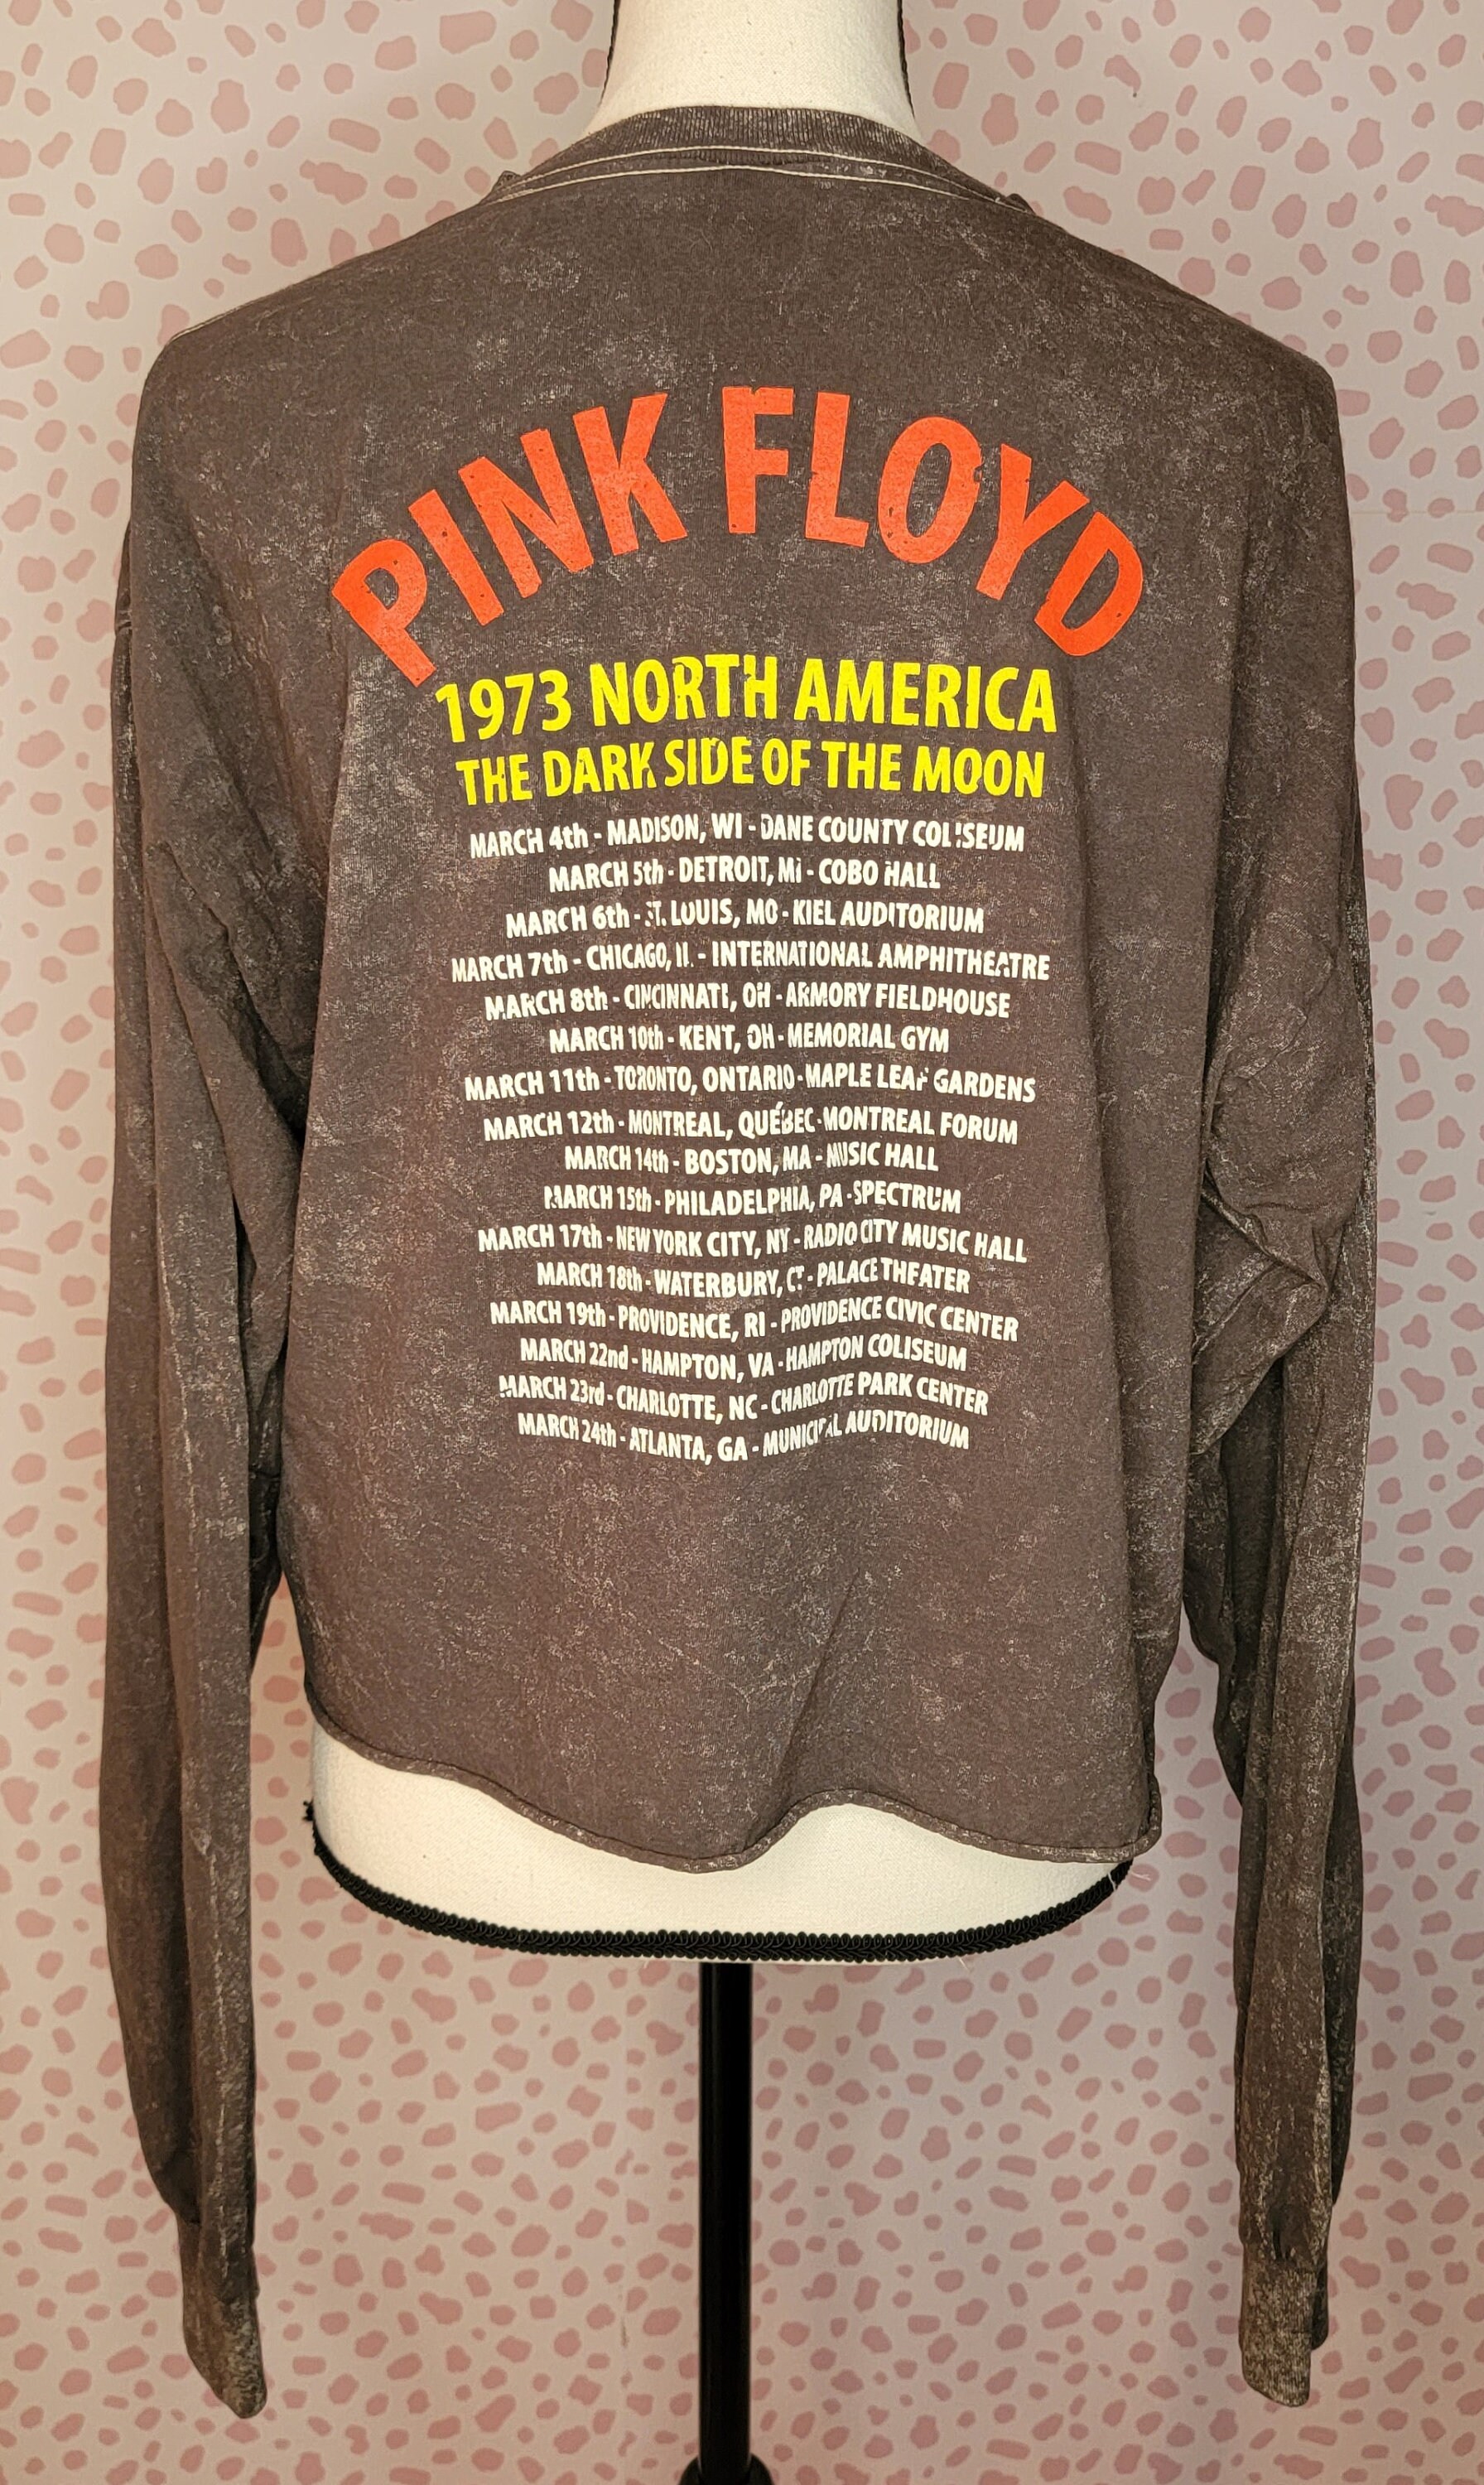 PINK FLOYD
1973 NORTH AMERICA
THE DARK SIDE OF THE MOON
MARCH 4th - MADISON, WI - DANE COUNTY COLISEUM
MARCH 5th - DETROIT, MI - COBO HALL
MARCH 6th - ST. LOUIS, MO - KIEL AUDITORIUM
MARCH 7th - CHICAGO, IL - INTERNATIONAL AMPHITHEATRE
MARCH 8th - CINCINNATI, OH - ARMORY FIELDHOUSE
MARCH 10th - KENT, OH - MEMORIAL GYM
MARCH 11th - TORONTO, ONTARIO - MAPLE LEAF GARDENS
MARCH 12th - MONTREAL, QUÉBEC - MONTREAL FORUM
MARCH 14th - BOSTON, MA - MUSIC HALL
MARCH 15th - PHILADELPHIA, PA - SPECTRUM
MARCH 17th - NEW YORK CITY, NY - RADIO CITY MUSIC HALL
MARCH 18th - WATERBURY, CT - PALACE THEATER
MARCH 19th - PROVIDENCE, RI - PROVIDENCE CIVIC CENTER
MARCH 22nd - HAMPTON, VA - HAMPTON COLISEUM
MARCH 23rd - CHARLOTTE, NC - CHARLOTTE PARK CENTER
MARCH 24th - ATLANTA, GA - MUNICIPAL AUDITORIUM